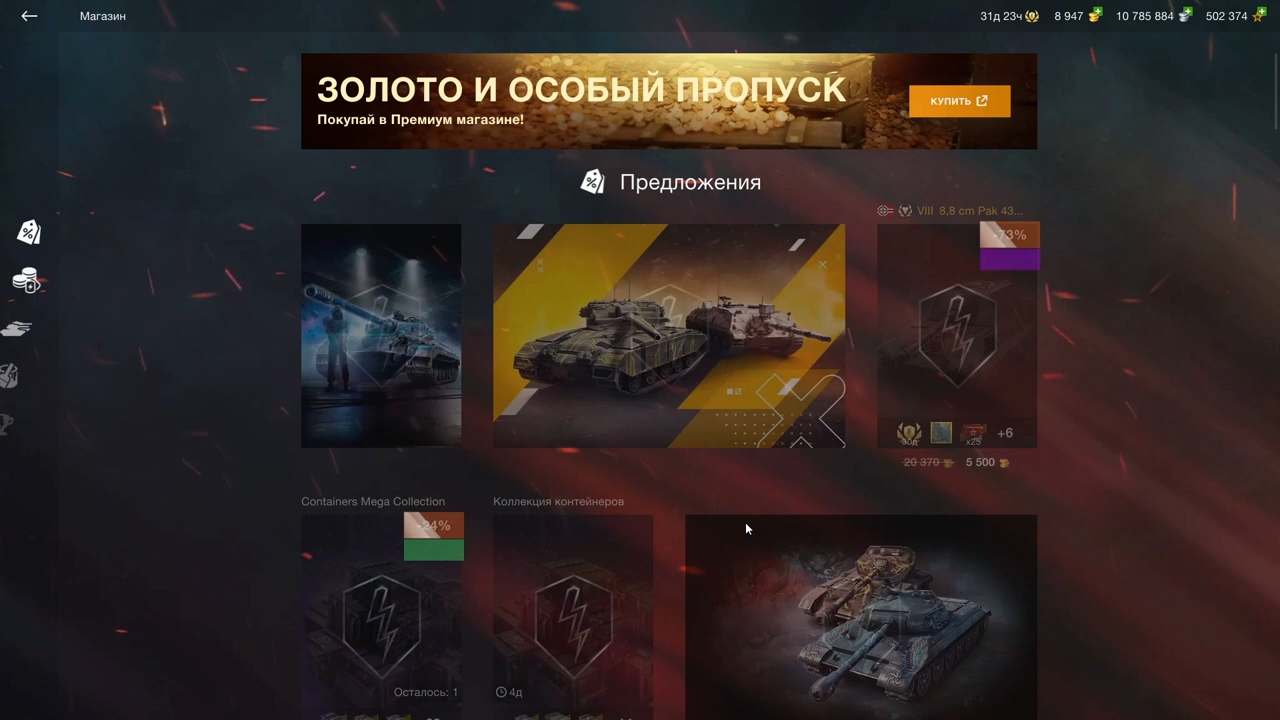 Магазин
31д 23ч
8 947
10 785 884
502 374
ЗОЛОТО И ОСОБЫЙ ПРОПУСК
Покупай в Премиум магазине!
КУПИТЬ
Предложения
VIII 8,8 cm Pak 43...
-73%
30д
x25
+6
20 370
5 500
Containers Mega Collection
Коллекция контейнеров
-24%
Осталось: 1
4д